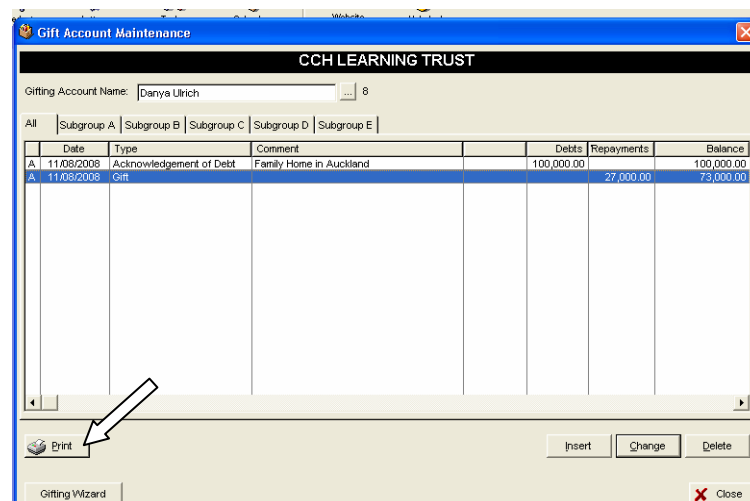 Website
Gift Account Maintenance
CCH LEARNING TRUST
Gifting Account Name: Danya Ulrich ... 8
All Subgroup A Subgroup B Subgroup C Subgroup D Subgroup E
Date Type Comment Debts Repayments Balance
A 11/08/2008 Acknowledgement of Debt Family Home in Auckland 100,000.00 100,000.00
A 11/08/2008 Gift 27,000.00 73,000.00
Print Insert Change Delete
Gifting Wizard Close